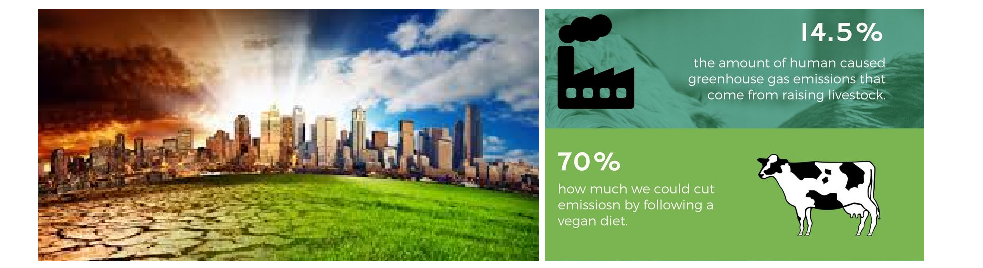 14.5%
the amount of human caused
greenhouse gas emissions that
come from raising livestock.
70%
how much we could cut
emissiosn by following a
vegan diet.